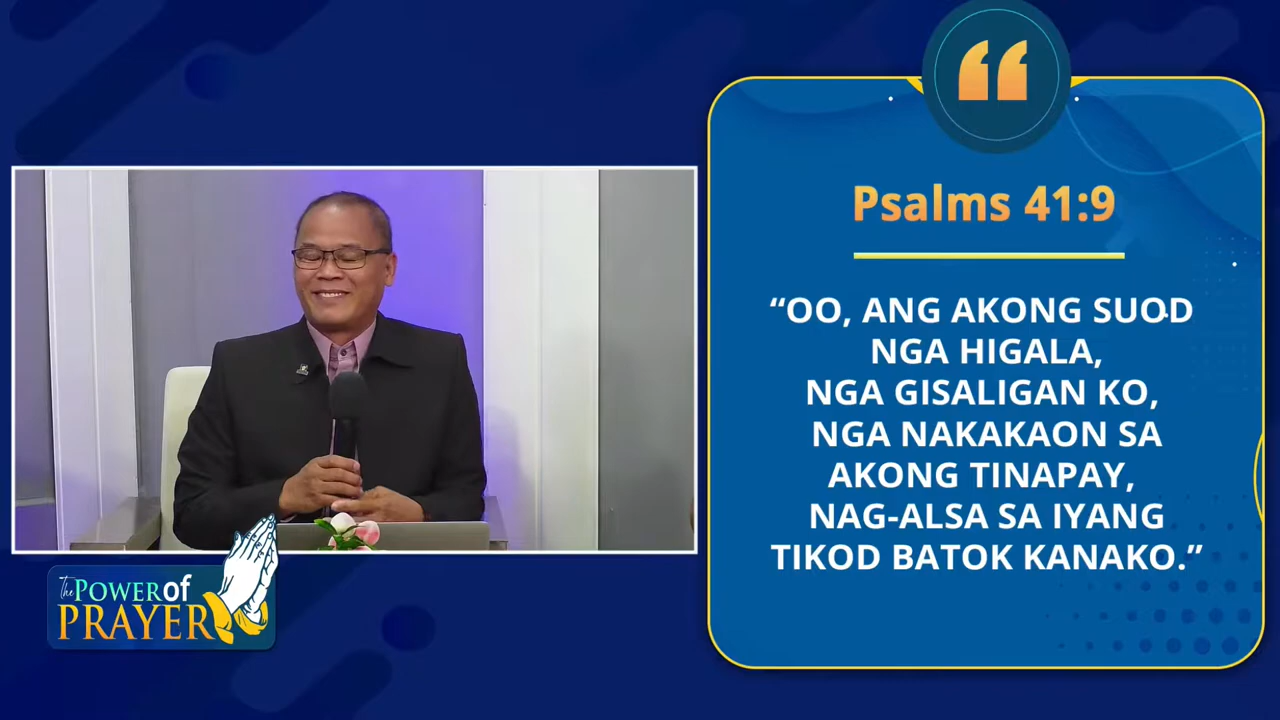 Psalms 41:9
“OO, ANG AKONG SUOD
NGA HIGALA,
NGA GISALIGAN KO,
NGA NAKAKAON SA
AKONG TINAPAY,
NAG-ALSA SA IYANG
TIKOD BATOK KANAKO.”
The POWER of
PRAYER